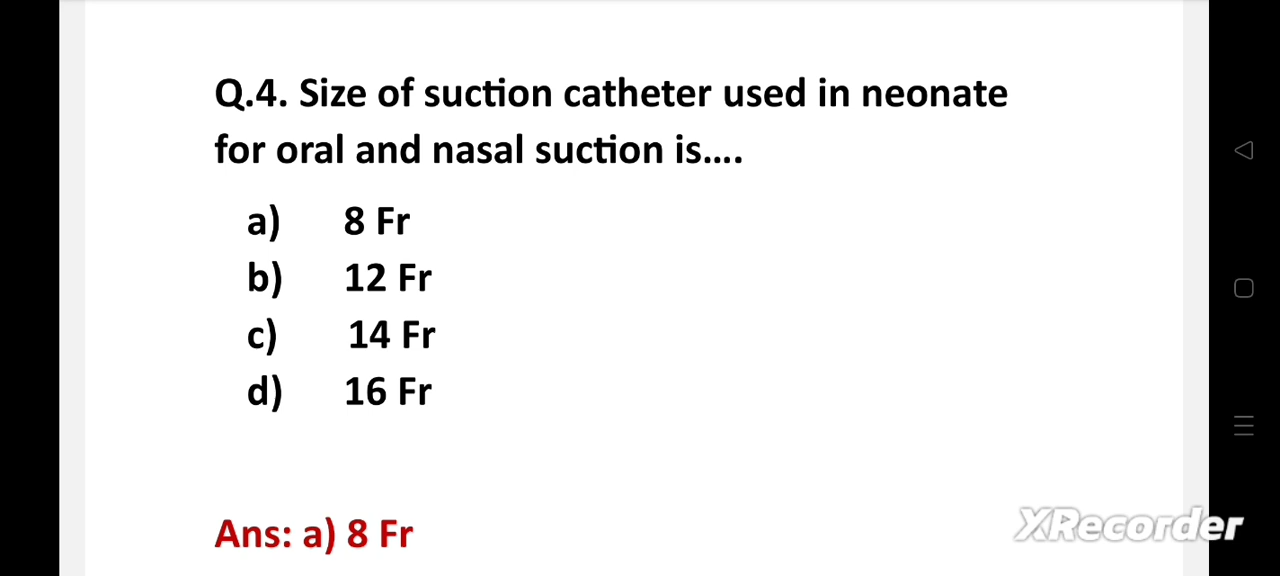 Q.4. Size of suction catheter used in neonate
for oral and nasal suction is....
a) 8 Fr
b) 12 Fr
c) 14 Fr
d) 16 Fr
Ans: a) 8 Fr
XRecorder